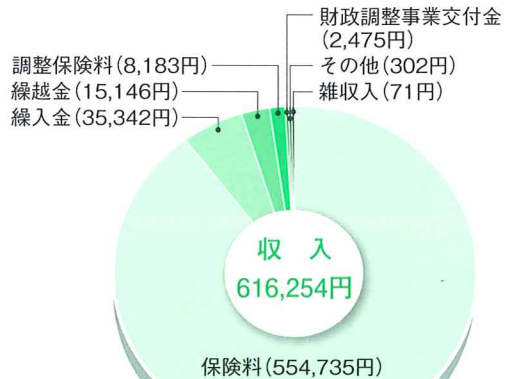 財政調整事業交付金
(2,475円)
調整保険料(8,183円)
その他(302円)
繰越金(15,146円)
雑収入(71円)
繰入金(35,342円)
収 入
616,254円
保険料(554,735円)